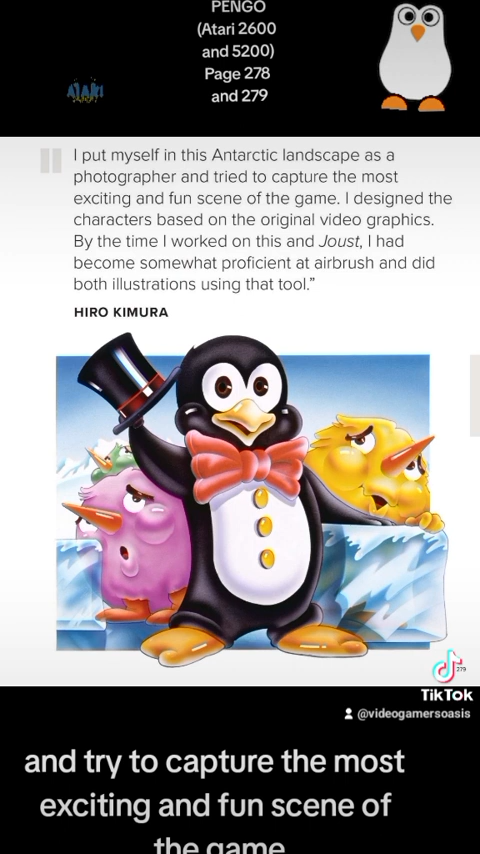 PENGO
(Atari 2600
and 5200)
Page 278
and 279
ATARI
I put myself in this Antarctic landscape as a
photographer and tried to capture the most
exciting and fun scene of the game. I designed the
characters based on the original video graphics.
By the time I worked on this and Joust, I had
become somewhat proficient at airbrush and did
both illustrations using that tool.”
HIRO KIMURA
279
TikTok
@videogamersoasis
and try to capture the most
exciting and fun scene of
the game